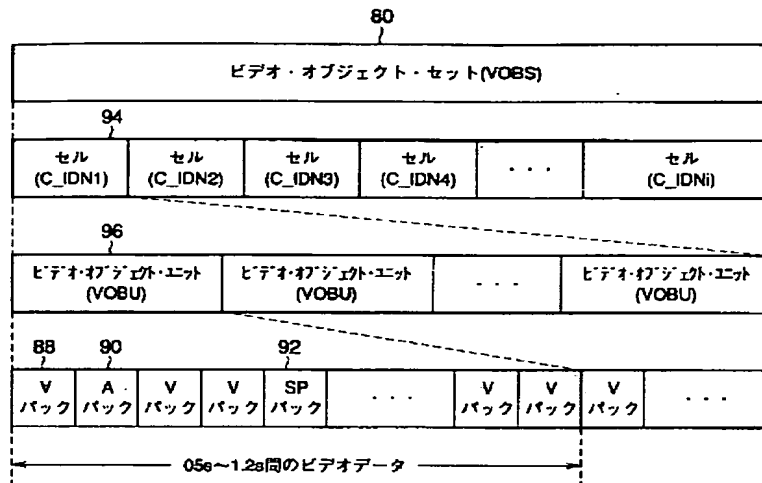 80
ビデオ・オブジェクト・セット(VOBS)
94
セル セル セル セル ・・・ セル
(C_IDN1) (C_IDN2) (C_IDN3) (C_IDN4) (C_IDNi)
96
ビデオ・オブジェクト・ユニット ビデオ・オブジェクト・ユニット ・・・ ビデオ・オブジェクト・ユニット
(VOBU) (VOBU) (VOBU)
88 90 92
V A V V SP ・・・ V V V ・・・
パック パック パック パック パック パック パック パック
05s～1.2s間のビデオデータ